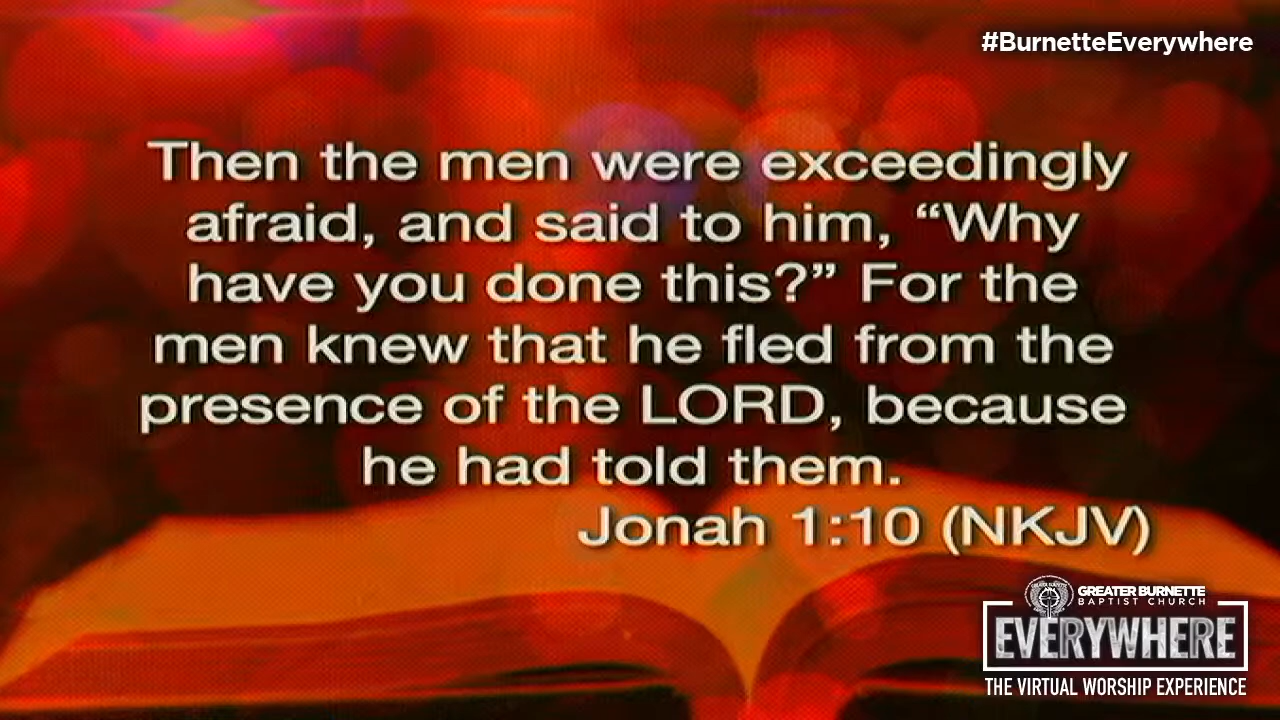 #BurnetteEverywhere
Then the men were exceedingly
afraid, and said to him, “Why
have you done this?” For the
men knew that he fled from the
presence of the LORD, because
he had told them.
Jonah 1:10 (NKJV)
GREATER BURNETTE
BAPTIST CHURCH
EVERYWHERE
THE VIRTUAL WORSHIP EXPERIENCE